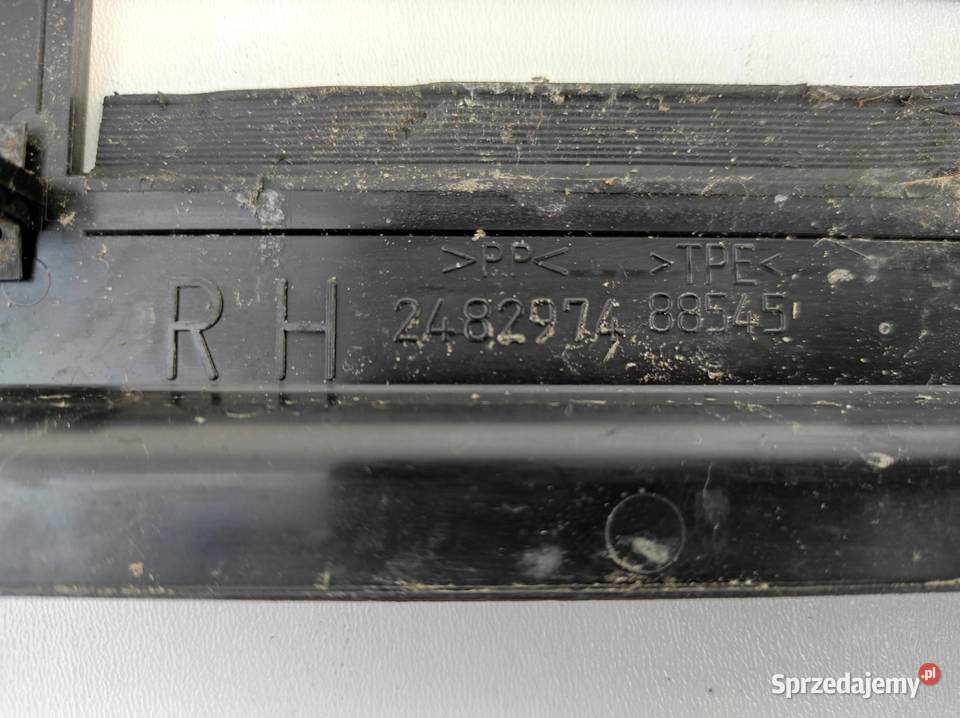 >PP< >TPE<
RH 2482974 88545
Sprzedajemy.pl